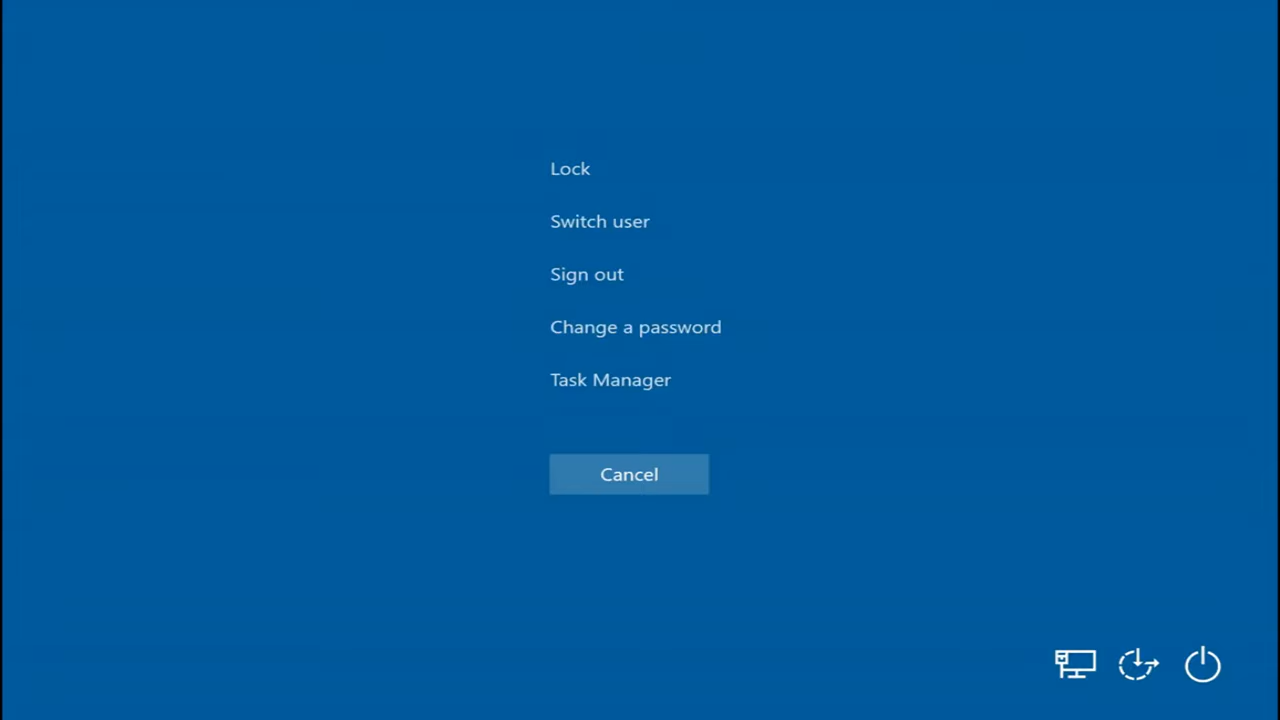 Lock
Switch user
Sign out
Change a password
Task Manager
Cancel